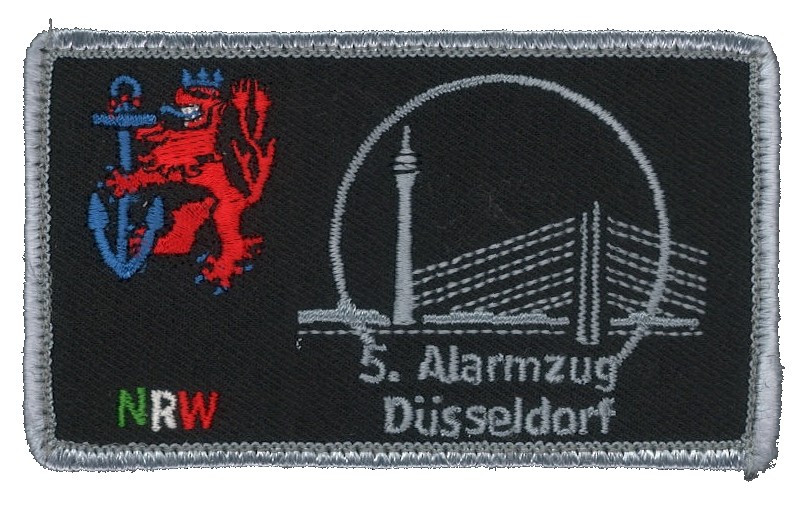 5. Alarmzug
Düsseldorf
NRW